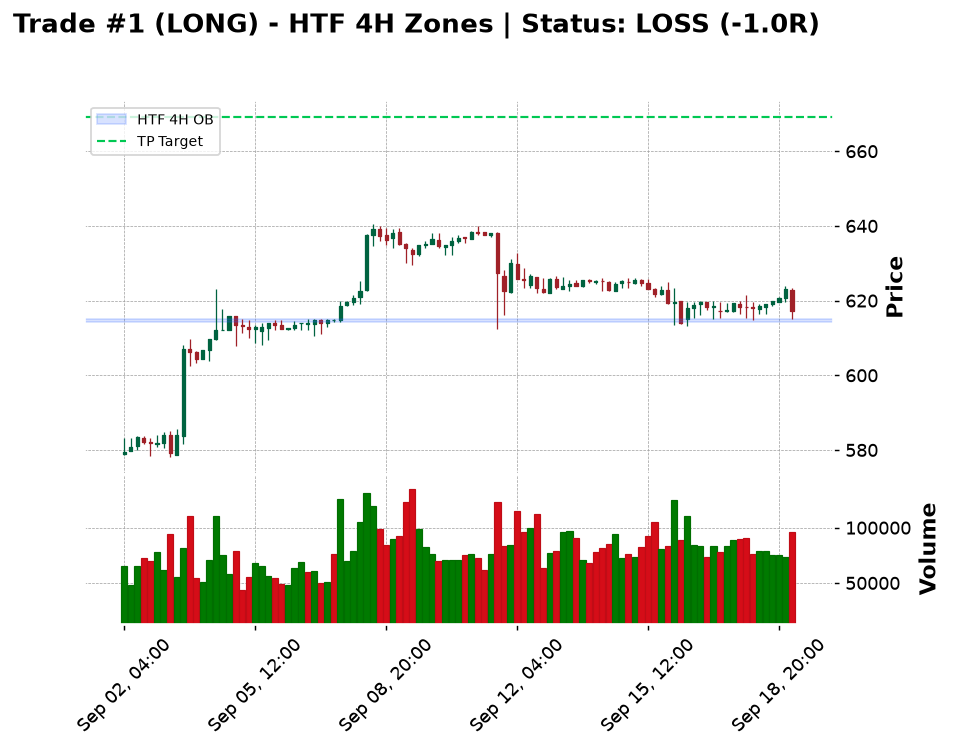 Trade #1 (LONG) - HTF 4H Zones | Status: LOSS (-1.0R)
HTF 4H OB
TP Target
660
640
620
600
580
Price
100000
50000
Volume
Sep 02, 04:00
Sep 05, 12:00
Sep 08, 20:00
Sep 12, 04:00
Sep 15, 12:00
Sep 18, 20:00